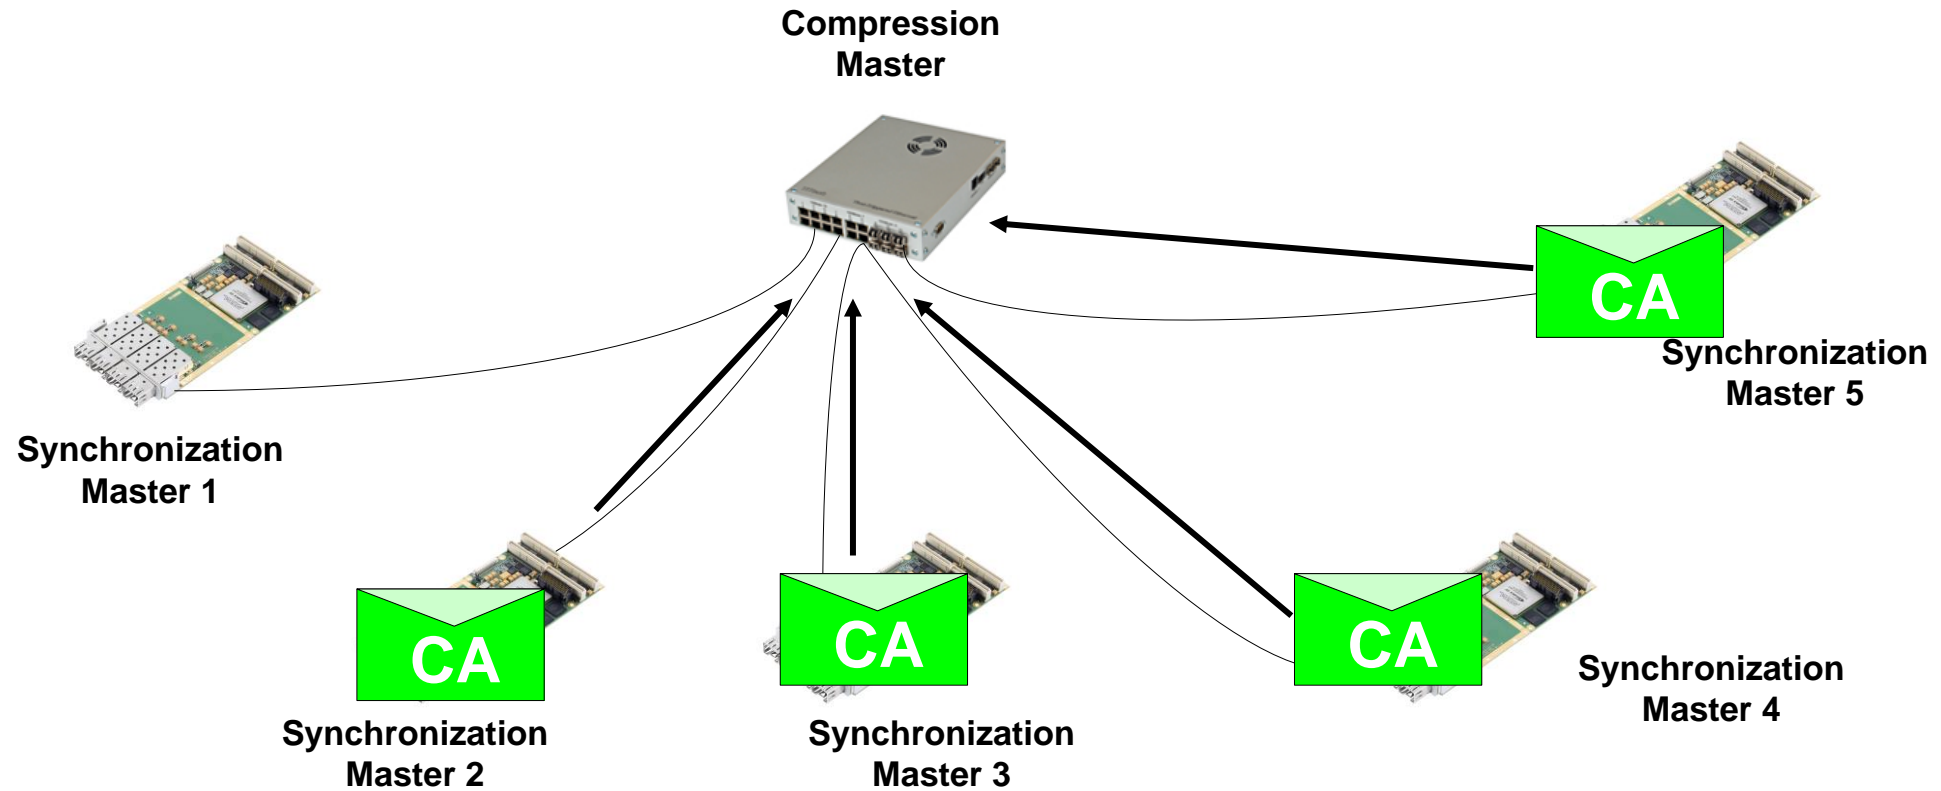 Compression
Master
CA
Synchronization
Master 5
Synchronization
Master 1
CA
CA
CA
Synchronization
Master 4
Synchronization
Master 2
Synchronization
Master 3